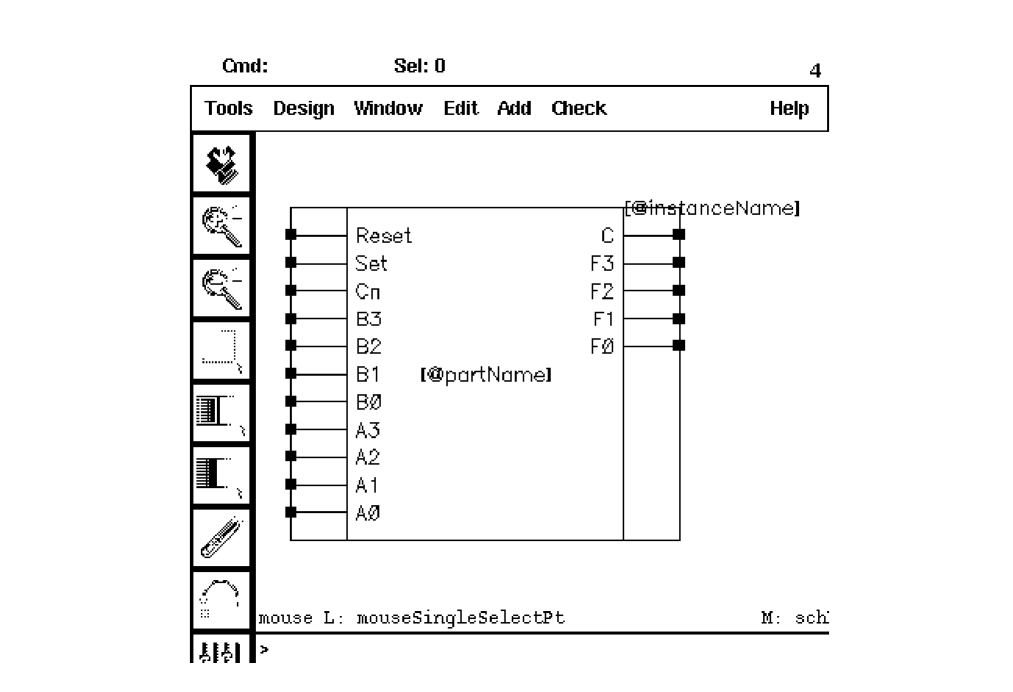 Cmd: Sel: 0 4
Tools Design Window Edit Add Check Help
[@instanceName]
Reset C
Set F3
Cn F2
B3 F1
B2 FØ
B1 [@partName]
BØ
A3
A2
A1
AØ
mouse L: mouseSingleSelectPt M: sch
>